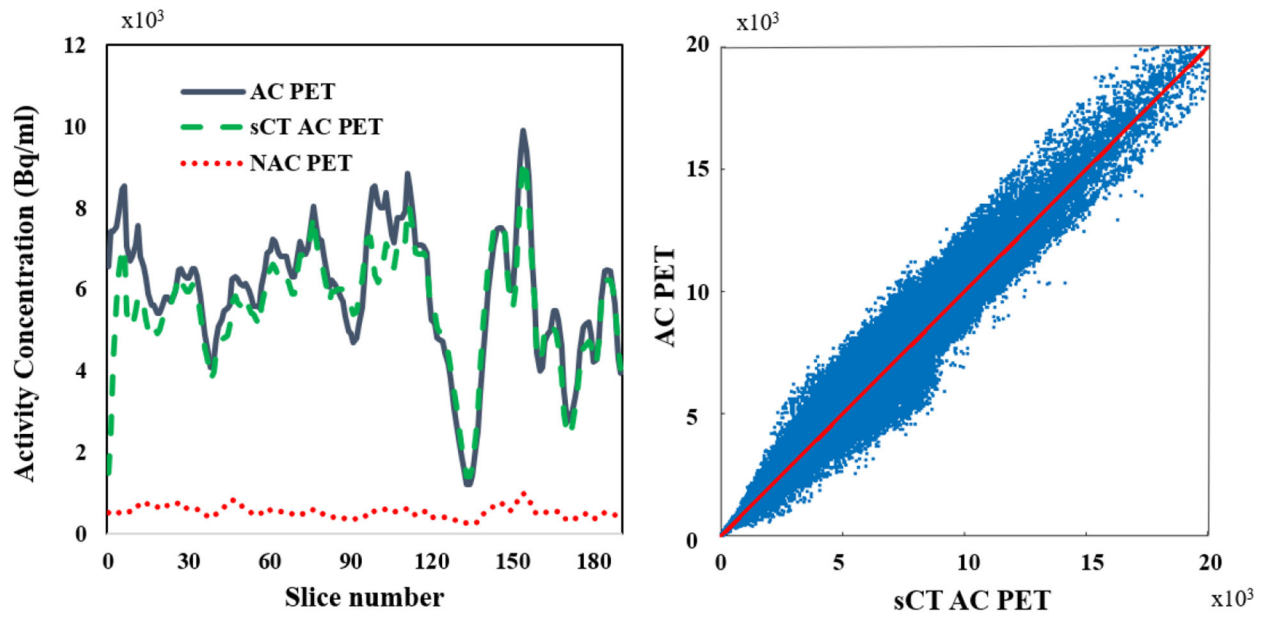 x10³
12
10
8
6
4
2
0
Activity Concentration (Bq/ml)
AC PET
sCT AC PET
NAC PET
0 30 60 90 120 150 180
Slice number
x10³
20
15
10
5
0
AC PET
0 5 10 15 20
sCT AC PET
x10³